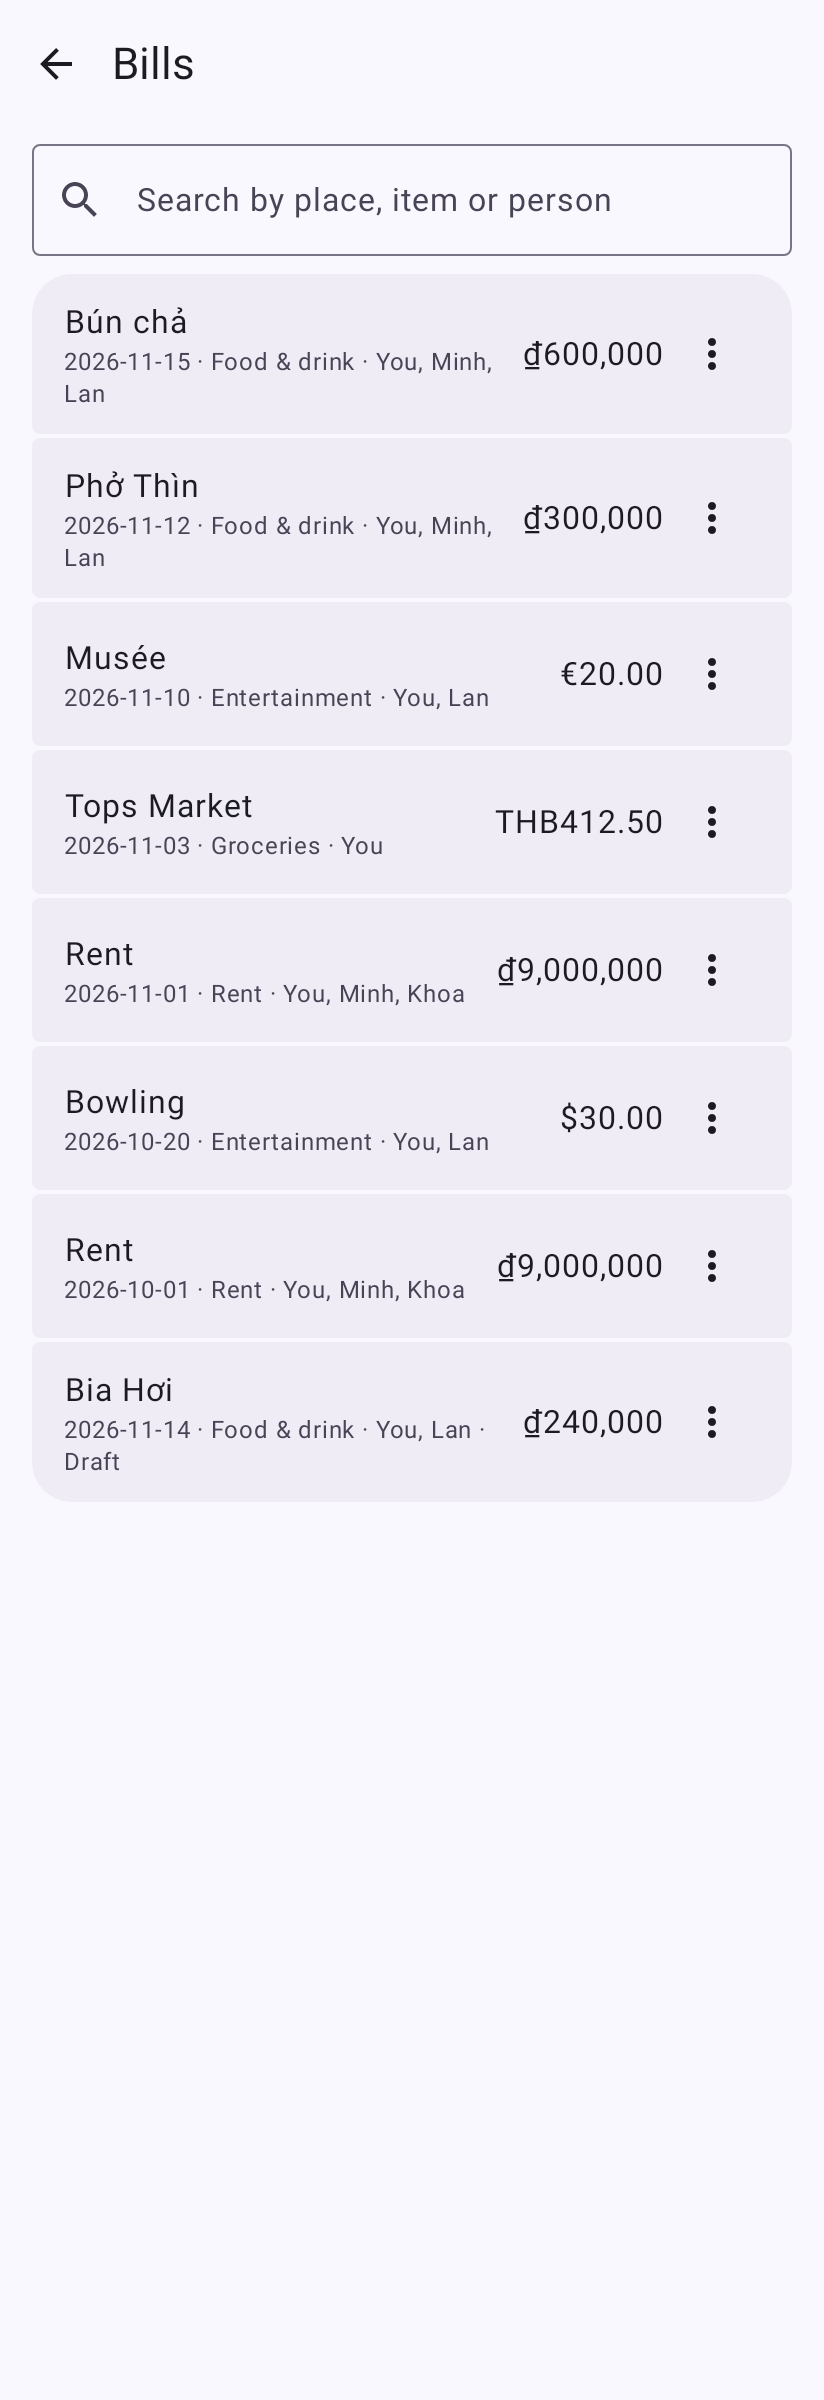 Bills
Search by place, item or person
Bún chả
2026-11-15 · Food & drink · You, Minh,
Lan
₫600,000
Phở Thìn
2026-11-12 · Food & drink · You, Minh,
Lan
₫300,000
Musée
2026-11-10 · Entertainment · You, Lan
€20.00
Tops Market
2026-11-03 · Groceries · You
THB412.50
Rent
2026-11-01 · Rent · You, Minh, Khoa
₫9,000,000
Bowling
2026-10-20 · Entertainment · You, Lan
$30.00
Rent
2026-10-01 · Rent · You, Minh, Khoa
₫9,000,000
Bia Hơi
2026-11-14 · Food & drink · You, Lan ·
Draft
₫240,000